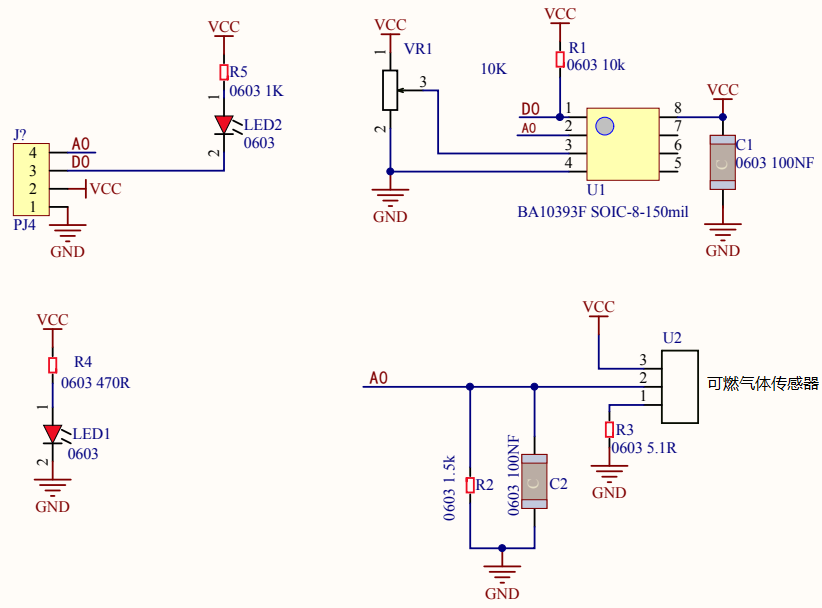 VCC
R5
0603 1K
1
LED2
0603
2
J?
4
A0
3
D0
2
VCC
1
PJ4
GND
VCC
VR1
1
3
2
GND
10K
VCC
R1
0603 10k
D0
1
A0
2
3
4
8
7
6
5
U1
BA10393F SOIC-8-150mil
VCC
C1
C
0603 100NF
GND
VCC
R4
0603 470R
1
LED1
0603
2
GND
A0
VCC
U2
3
2
1
可燃气体传感器
R3
0603 5.1R
GND
0603 1.5k
R2
0603 100NF
C
C2
GND